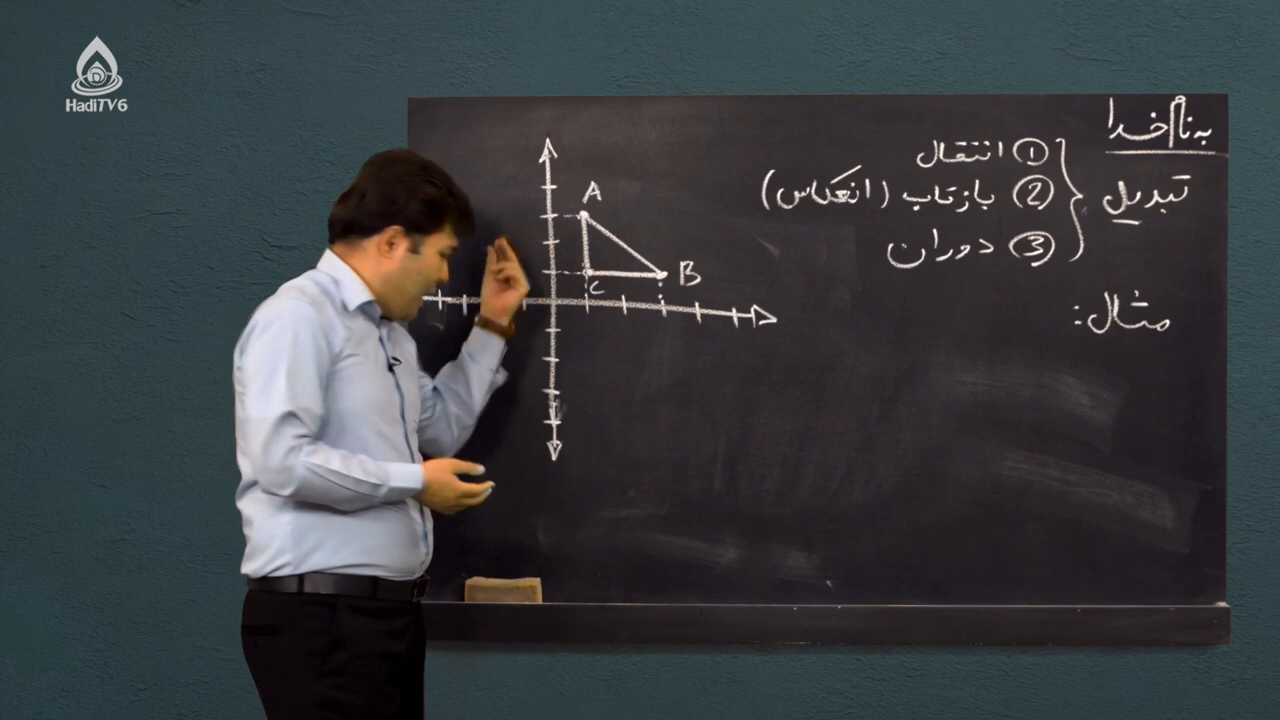 HadiTV6
به نام خدا
تبدیل
① انتقال
② بازتاب (انعکاس)
③ دوران
مثال:
A
B
C